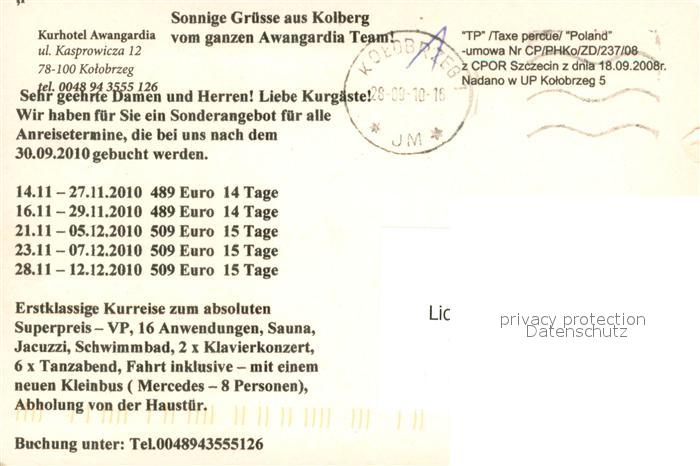 Sonnige Grüsse aus Kolberg
vom ganzen Awangardia Team!
Kurhotel Awangardia
ul. Kasprowicza 12
78-100 Kołobrzeg
tel. 0048 94 3555 126
"TP" /Taxe percue/ "Poland"
-umowa Nr CP/PHKo/ZD/237/08
z CPOR Szczecin z dnia 18.09.2008r.
Nadano w UP Kołobrzeg 5
KOŁOBRZEG 1
28-09-10-16
* JM *
Sehr geehrte Damen und Herren! Liebe Kurgäste!
Wir haben für Sie ein Sonderangebot für alle
Anreisetermine, die bei uns nach dem
30.09.2010 gebucht werden.
14.11 – 27.11.2010 489 Euro 14 Tage
16.11 – 29.11.2010 489 Euro 14 Tage
21.11 – 05.12.2010 509 Euro 15 Tage
23.11 – 07.12.2010 509 Euro 15 Tage
28.11 – 12.12.2010 509 Euro 15 Tage
Erstklassige Kurreise zum absoluten
Superpreis – VP, 16 Anwendungen, Sauna,
Jacuzzi, Schwimmbad, 2 x Klavierkonzert,
6 x Tanzabend, Fahrt inklusive – mit einem
neuen Kleinbus ( Mercedes – 8 Personen),
Abholung von der Haustür.
Buchung unter: Tel.0048943555126
privacy protection
Datenschutz